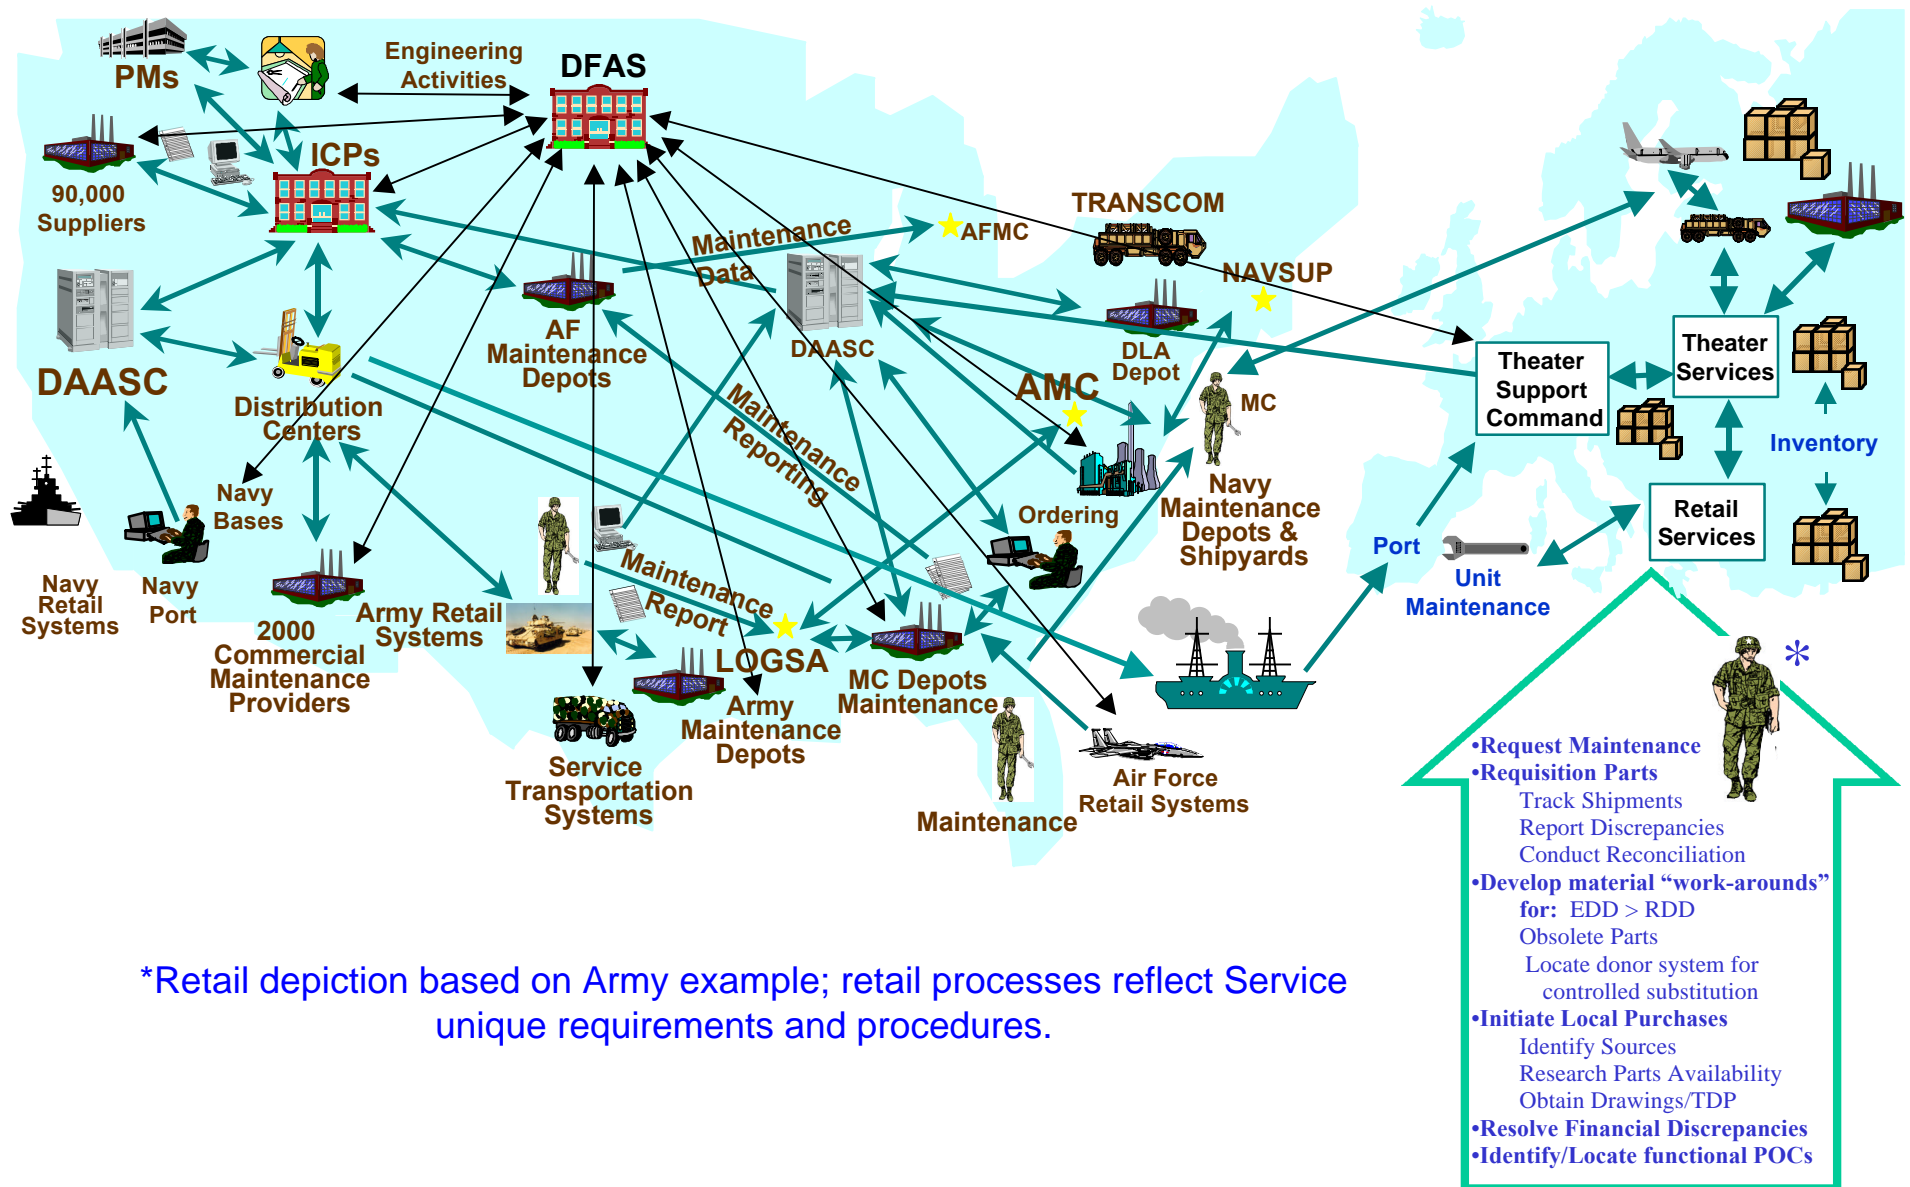 PMs
Engineering
Activities
DFAS
ICPs
90,000
Suppliers
TRANSCOM
AFMC
Maintenance
Data
NAVSUP
DAASC
AF
Maintenance
Depots
DAASC
DLA
Depot
AMC
MC
Distribution
Centers
Maintenance
Reporting
Navy
Bases
Ordering
Navy
Maintenance
Depots &
Shipyards
Navy
Retail
Systems
Navy
Port
2000
Commercial
Maintenance
Providers
Army Retail
Systems
Maintenance
Report
LOGSA
Army
Maintenance
Depots
MC Depots
Maintenance
Service
Transportation
Systems
Maintenance
Air Force
Retail Systems
Theater
Support
Command
Theater
Services
Inventory
Retail
Services
Port
Unit
Maintenance
*
•Request Maintenance
•Requisition Parts
Track Shipments
Report Discrepancies
Conduct Reconciliation
•Develop material “work-arounds”
for: EDD > RDD
Obsolete Parts
Locate donor system for
controlled substitution
•Initiate Local Purchases
Identify Sources
Research Parts Availability
Obtain Drawings/TDP
•Resolve Financial Discrepancies
•Identify/Locate functional POCs
*Retail depiction based on Army example; retail processes reflect Service
unique requirements and procedures.